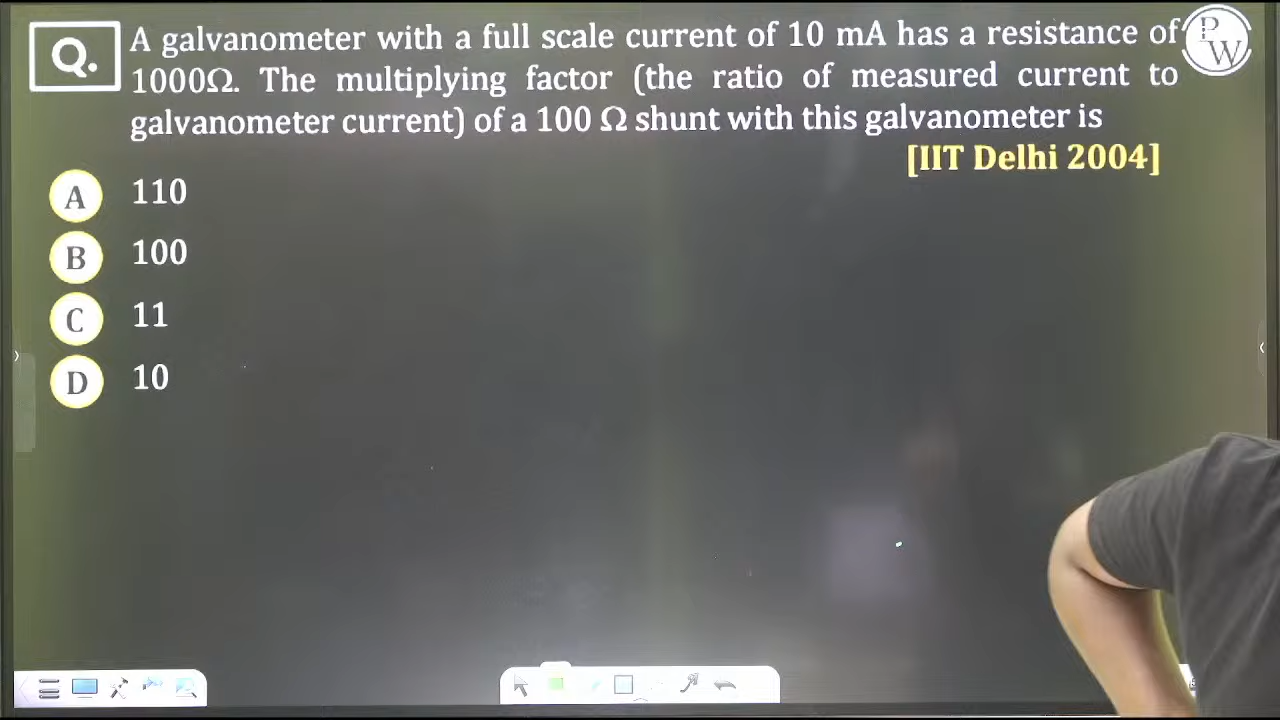 Q.
A galvanometer with a full scale current of 10 mA has a resistance of
1000Ω. The multiplying factor (the ratio of measured current to
galvanometer current) of a 100 Ω shunt with this galvanometer is
[IIT Delhi 2004]
A 110
B 100
C 11
D 10
PW